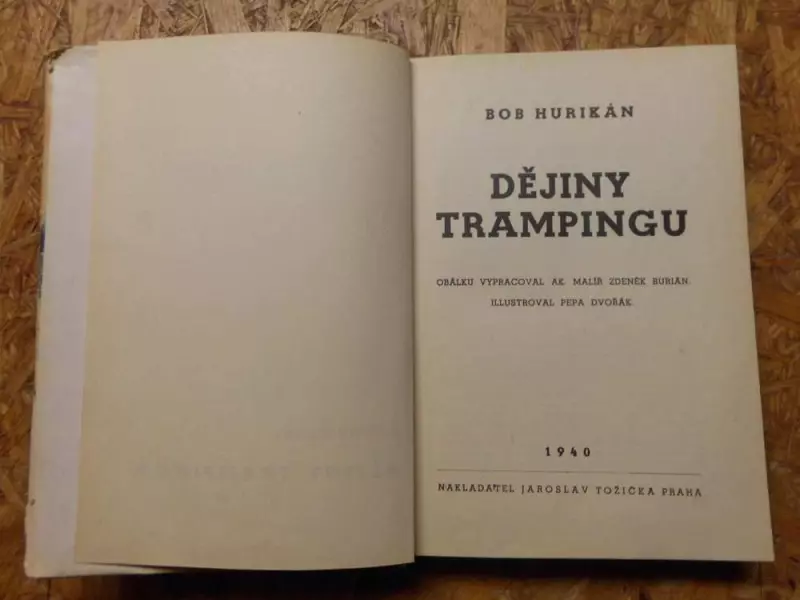 BOB HURIKÁN
DĚJINY
TRAMPINGU
OBÁLKU VYPRACOVAL AK. MALÍŘ ZDENĚK BURIAN.
ILLUSTROVAL PEPA DVOŘÁK.
1940
NAKLADATEL JAROSLAV TOŽIČKA PRAHA